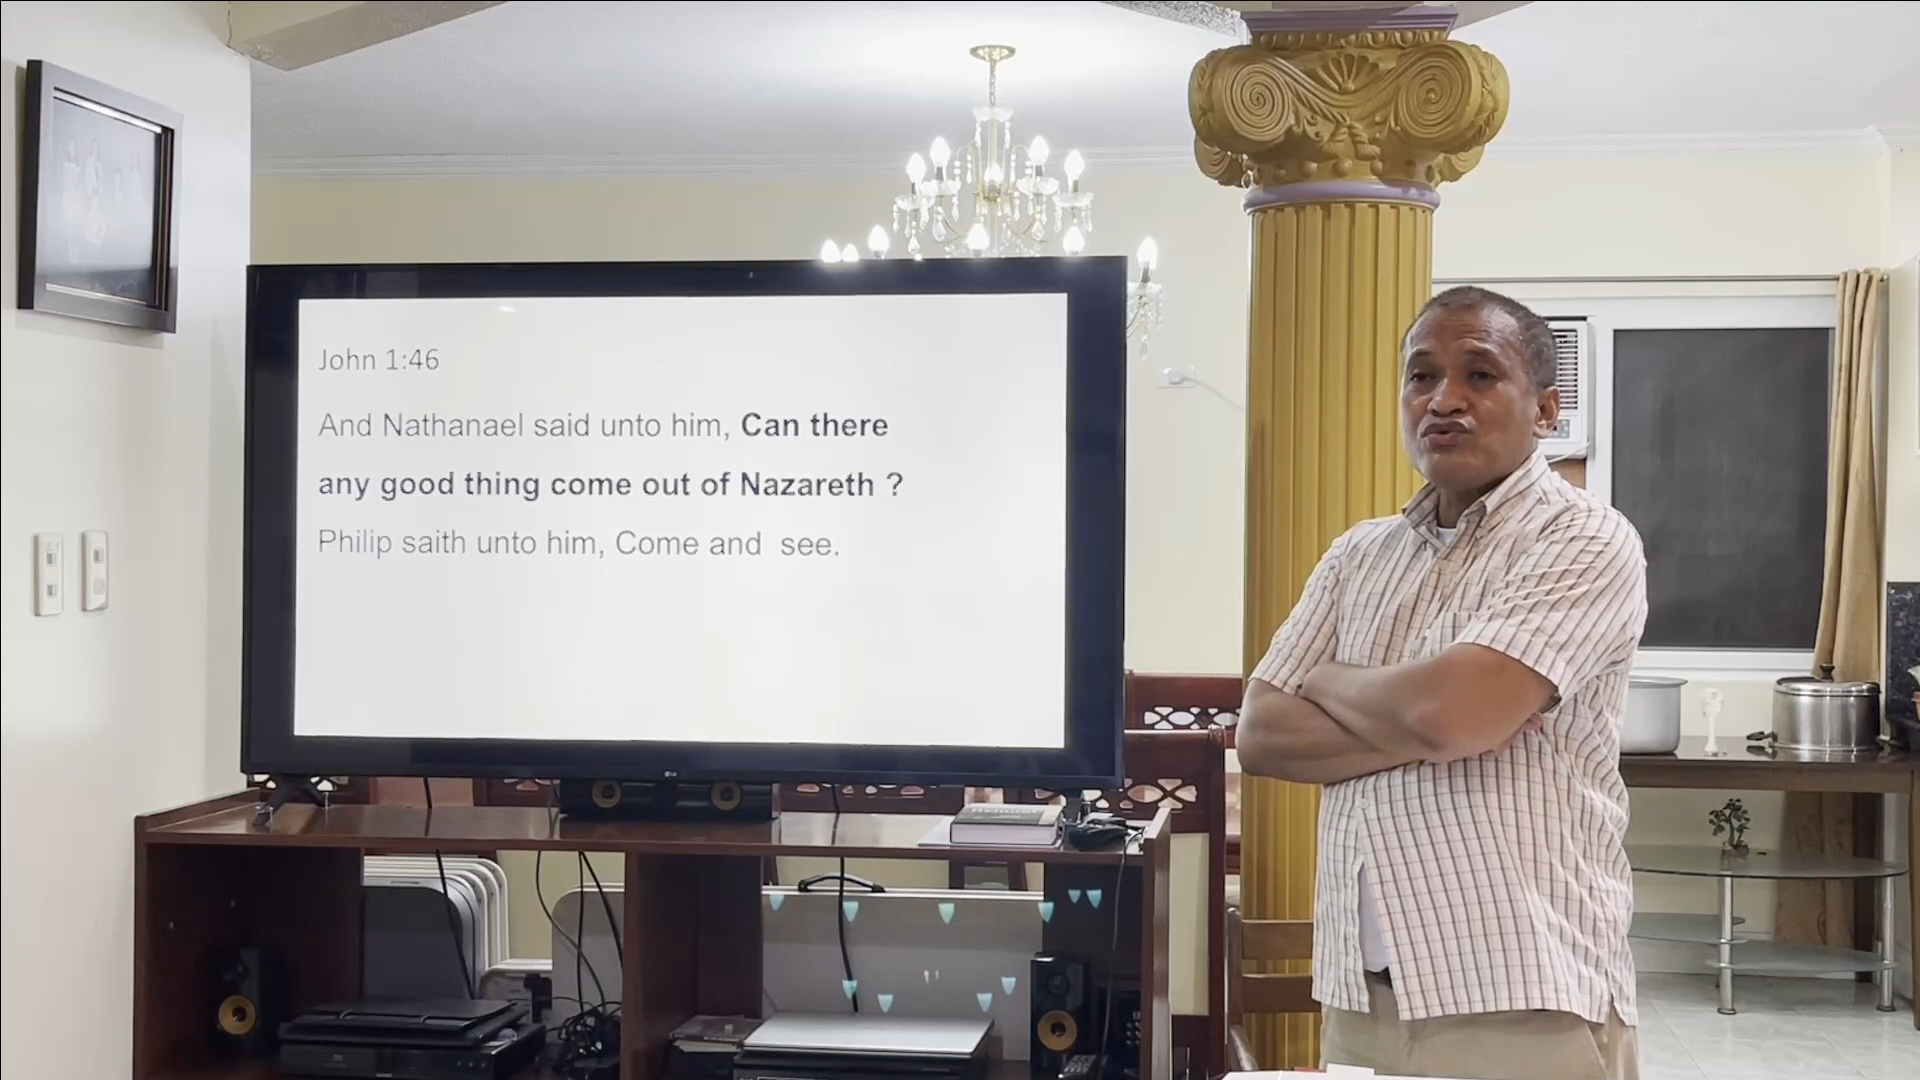 John 1:46
And Nathanael said unto him, Can there
any good thing come out of Nazareth ?
Philip saith unto him, Come and  see.
LG